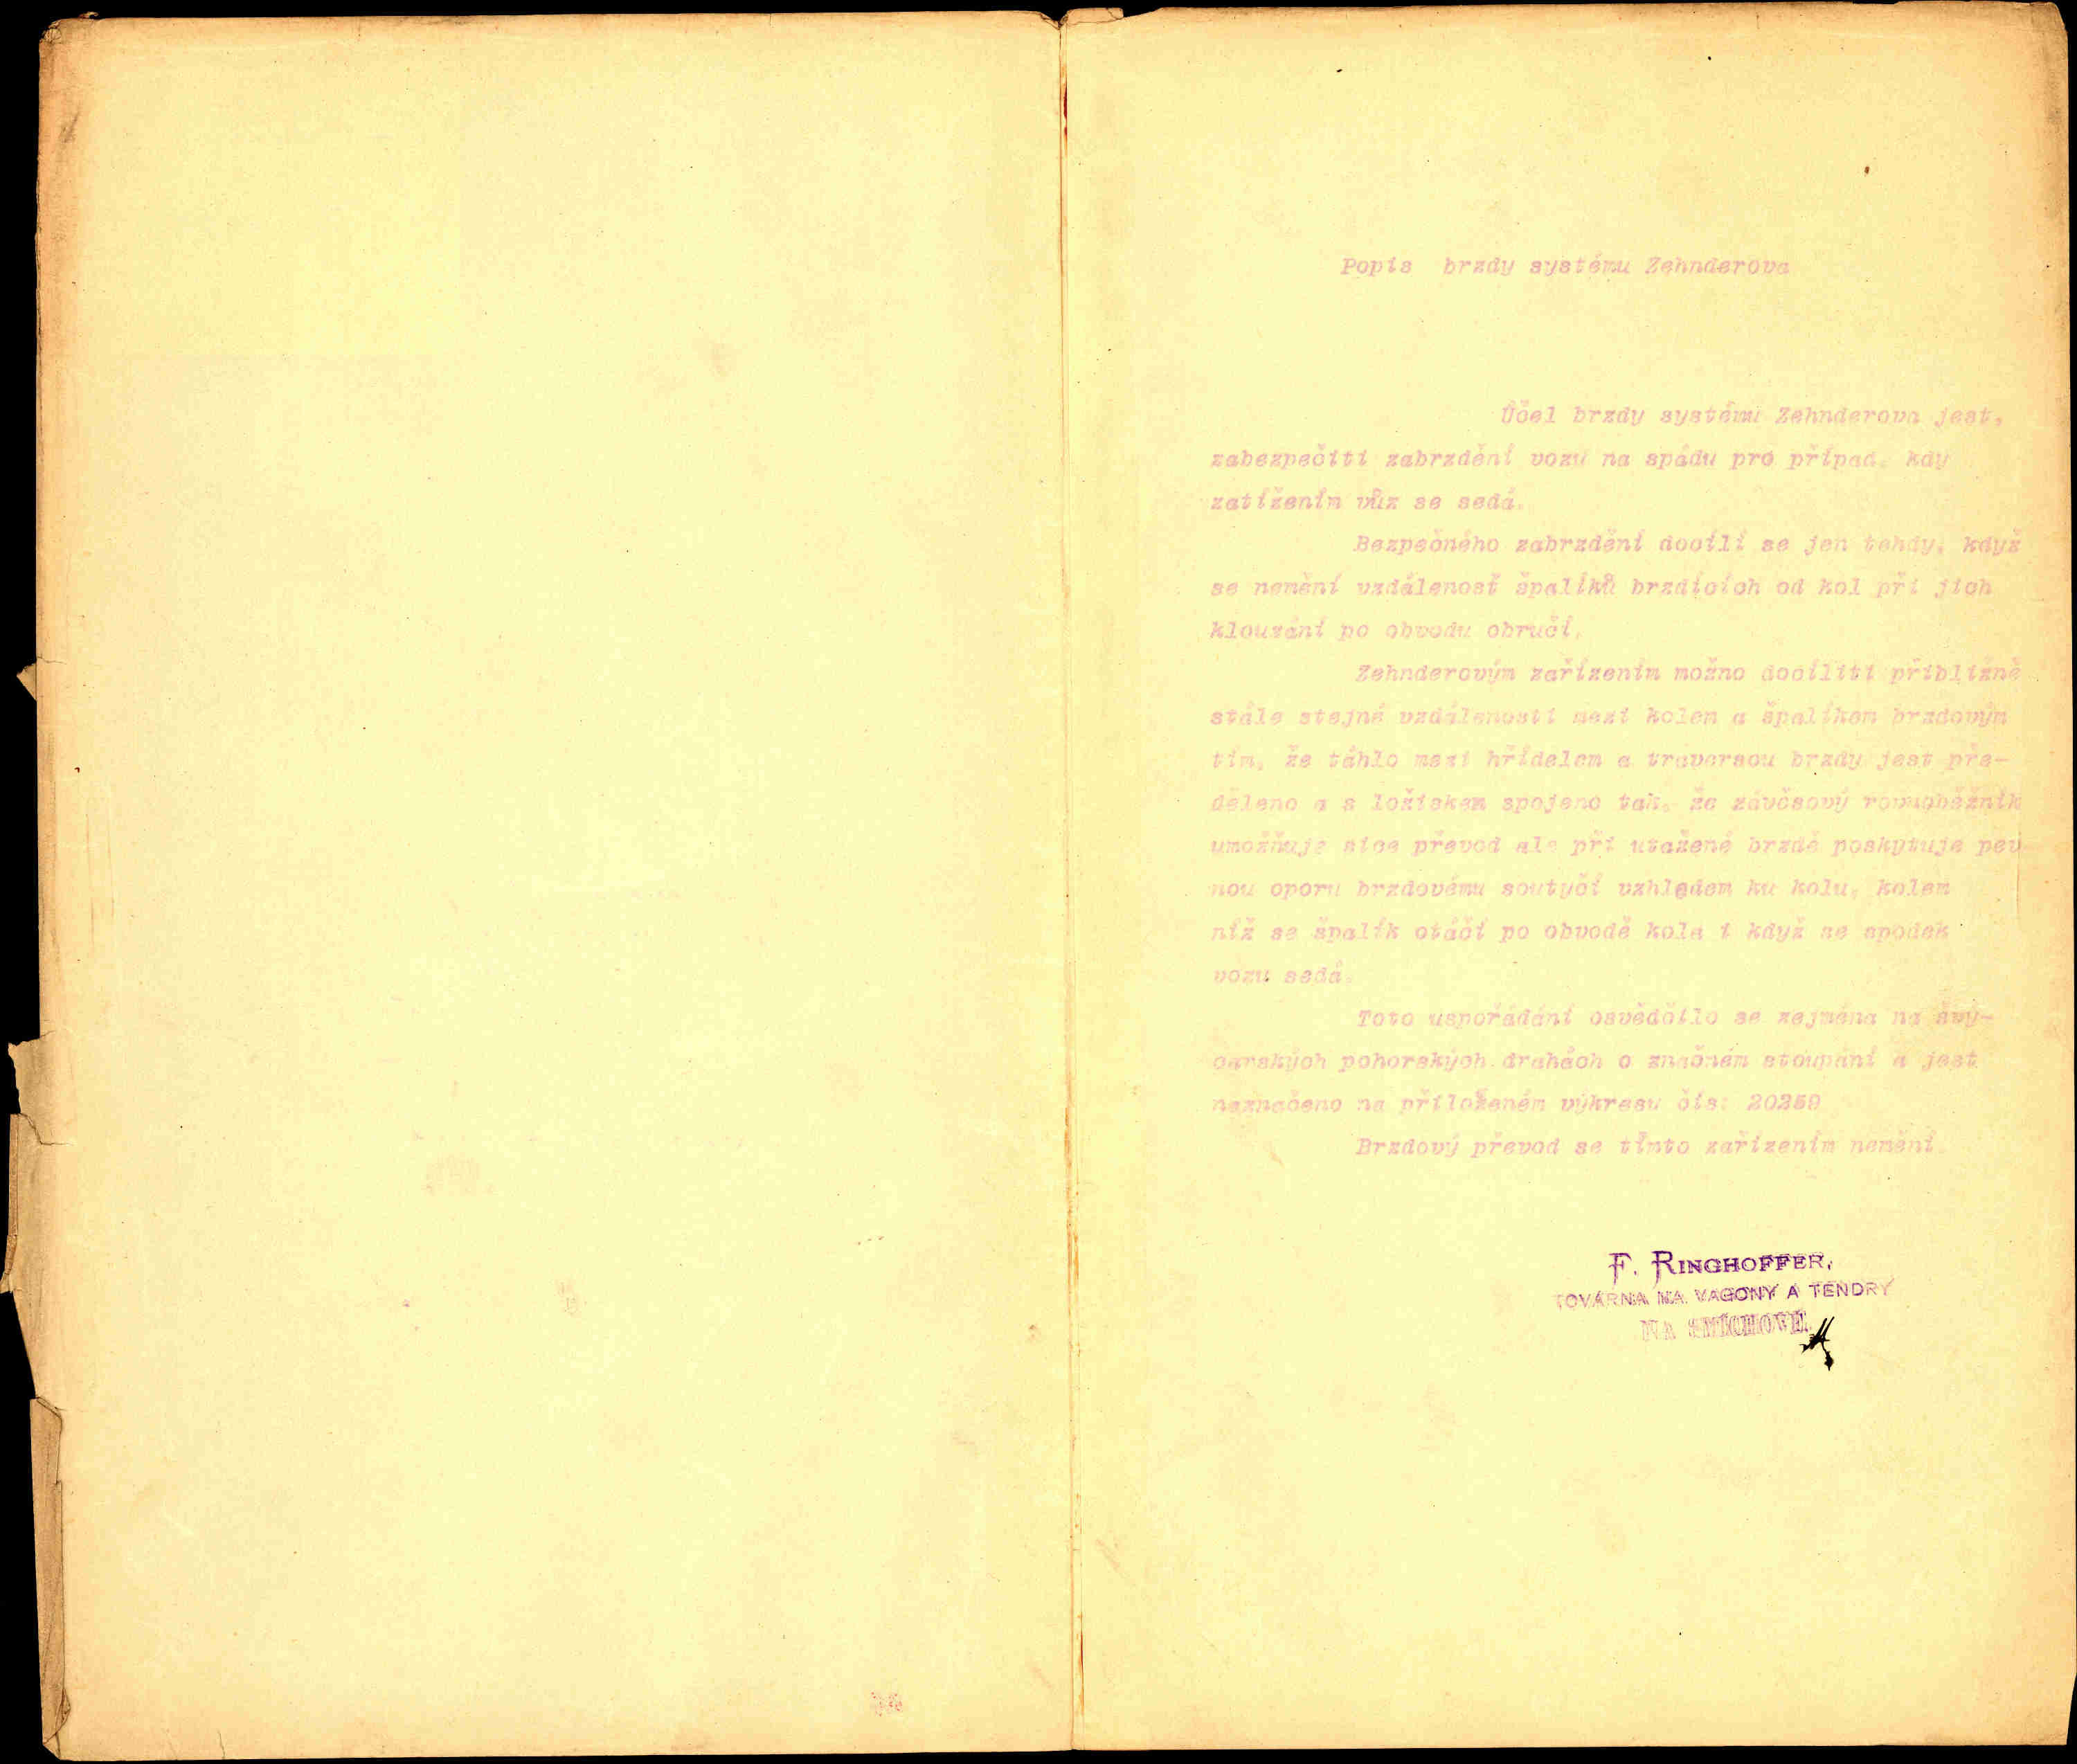 Popis brzdy systému Zehnderova
Účel brzdy systému Zehnderova jest,
zabezpečiti zabrzdění vozu na spádu pro případ, kdy
zatížením vůz se sedá.
Bezpečného zabrzdění docílí se jen tehdy, když
se nemění vzdálenosť špalíků brzdících od kol při jich
klouzání po obvodu obručí.
Zehnderovým zařízením možno docíliti přibližně
stále stejné vzdálenosti mezi kolem a špalíkem brzdovým
tím, že táhlo mezi hřídelem a traversou brzdy jest pře-
děleno a s ložiskem spojeno tak, že závěsový rovnoběžník
umožňuje sice převod ale při utažené brzdě poskytuje pev
nou oporu brzdovému soutyčí vzhledem ku kolu, kolem
níž se špalík otáčí po obvodě kola i když se spodek
vozu sedá.
Toto uspořádání osvědčilo se zejména na švý-
carských pohorských drahách o značném stoupání a jest
naznačeno na přiloženém výkresu čís: 20259
Brzdový převod se tímto zařízením nemění.
F. RINGHOFFER,
TOVÁRNA NA VAGONY A TENDRY
NA SMÍCHOVĚ.